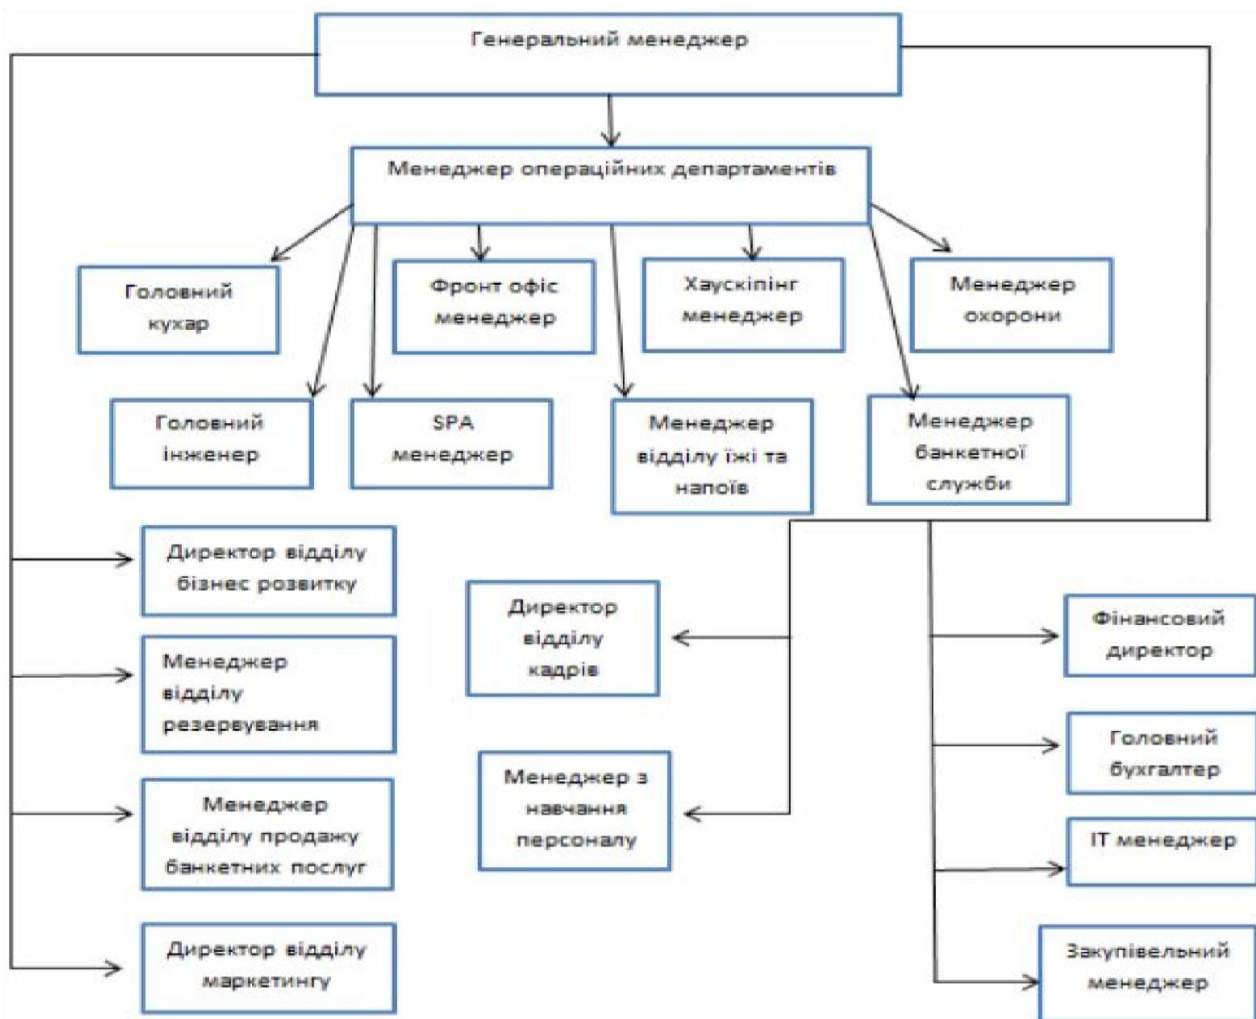 Генеральний менеджер
Менеджер операційних департаментів
Головний
кухар
Фронт офіс
менеджер
Хаускіпінг
менеджер
Менеджер
охорони
Головний
інженер
SPA
менеджер
Менеджер
відділу їжі та
напоїв
Менеджер
банкетної
служби
Директор відділу
бізнес розвитку
Менеджер
відділу
резервування
Менеджер
відділу продажу
банкетних послуг
Директор відділу
маркетингу
Директор
відділу
кадрів
Менеджер з
навчання
персоналу
Фінансовий
директор
Головний
бухгалтер
ІТ менеджер
Закупівельний
менеджер